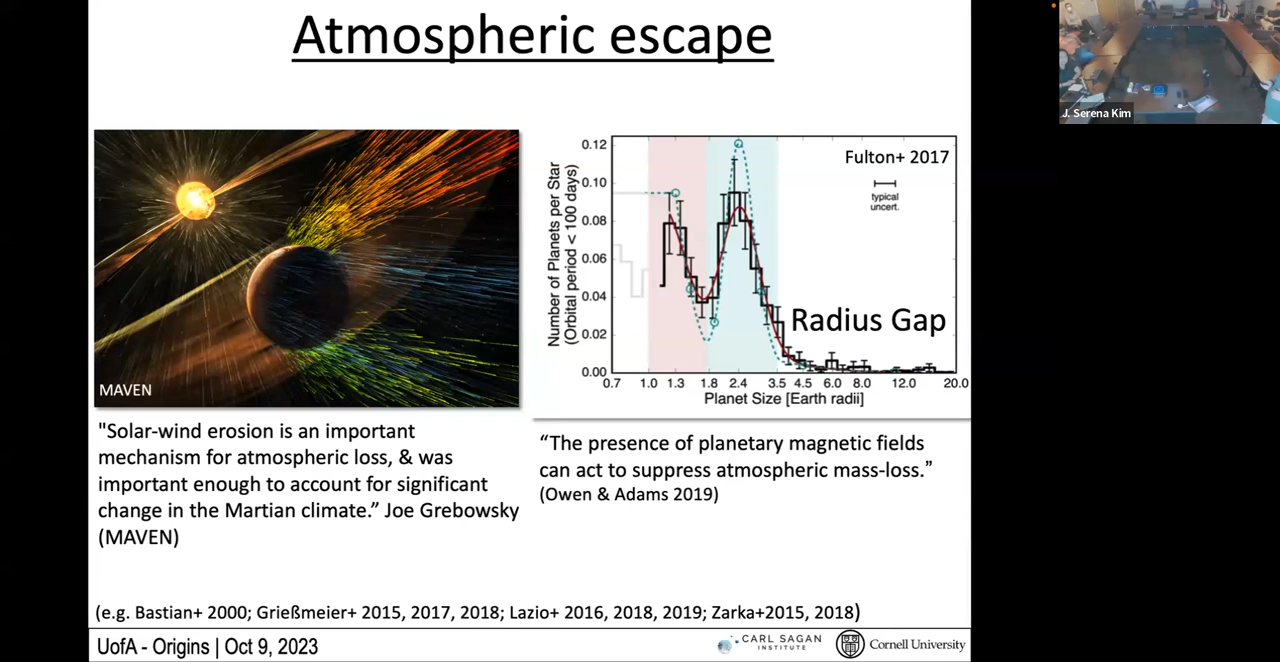 Atmospheric escape
J. Serena Kim
MAVEN
Number of Planets per Star
(Orbital period < 100 days)
0.12
0.10
0.08
0.06
0.04
0.02
0.00
Fulton+ 2017
typical
uncert.
Radius Gap
0.7 1.0 1.3 1.8 2.4 3.5 4.5 6.0 8.0 12.0 20.0
Planet Size [Earth radii]
"Solar-wind erosion is an important
mechanism for atmospheric loss, & was
important enough to account for significant
change in the Martian climate.” Joe Grebowsky
(MAVEN)
“The presence of planetary magnetic fields
can act to suppress atmospheric mass-loss.”
(Owen & Adams 2019)
(e.g. Bastian+ 2000; Grießmeier+ 2015, 2017, 2018; Lazio+ 2016, 2018, 2019; Zarka+2015, 2018)
UofA - Origins | Oct 9, 2023
CARL SAGAN
INSTITUTE
Cornell University